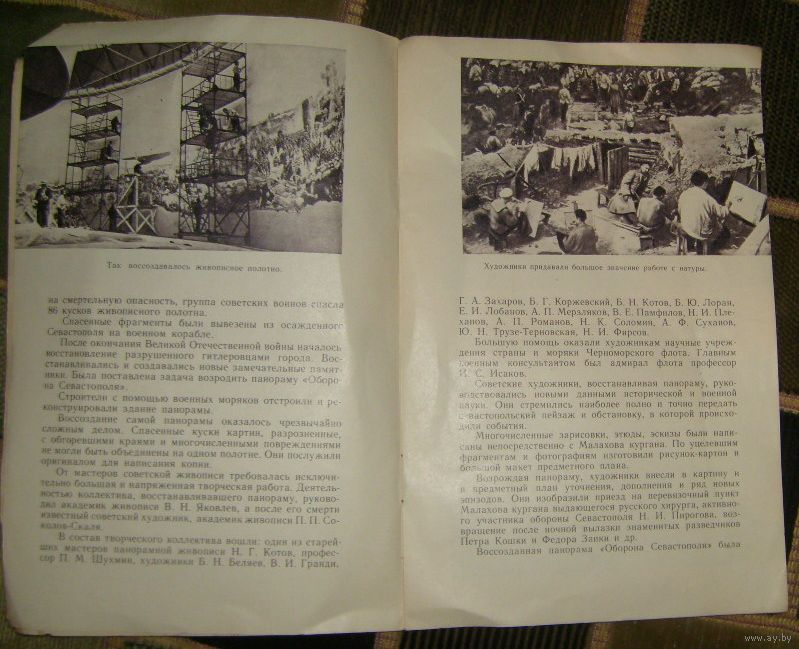 Так воссоздавалось живописное полотно.
на смертельную опасность, группа советских воинов спасла
86 кусков живописного полотна.
Спасенные фрагменты были вывезены из осажденного
Севастополя на военном корабле.
После окончания Великой Отечественной войны началось
восстановление разрушенного гитлеровцами города. Вос-
станавливались и создавались новые замечательные памят-
ники. Была поставлена задача возродить панораму «Оборо-
на Севастополя».
Строители с помощью военных моряков отстроили и ре-
конструировали здание панорамы.
Воссоздание самой панорамы оказалось чрезвычайно
сложным делом. Спасенные куски картин, разрозненные,
с обгоревшими краями и многочисленными повреждениями
не могли быть объединены на одном полотне. Они послужили
оригиналом для написания копии.
От мастеров советской живописи требовалась исключи-
тельно большая и напряженная творческая работа. Деятель-
ностью коллектива, восстанавливавшего панораму, руково-
дил академик живописи В. Н. Яковлев, а после его смерти
известный советский художник, академик живописи П. П. Со-
колов-Скаля.
В состав творческого коллектива вошли: один из старей-
ших мастеров панорамной живописи Н. Г. Котов, профес-
сор П. М. Шухмин, художники Б. Н. Беляев, В. И. Гранди,
Художники придавали большое значение работе с натуры.
Г. А. Захаров, Б. Г. Коржевский, Б. Н. Котов, Б. Ю. Лоран,
Е. И. Лобанов, А. П. Мерзляков, В. Е. Памфилов, Н. И. Пле-
ханов, А. П. Романов, Н. К. Соломин, А. Ф. Суханов,
Ю. Н. Трузе-Терновская, Н. И. Фирсов.
Большую помощь оказали художникам научные учреж-
дения страны и моряки Черноморского флота. Главным
военным консультантом был адмирал флота профессор
И. С. Исаков.
Советские художники, восстанавливая панораму, руко-
водствовались новыми данными исторической и военной
науки. Они стремились наиболее полно и точно передать
севастопольский пейзаж и обстановку, в которой происхо-
дили события.
Многочисленные зарисовки, этюды, эскизы были напи-
саны непосредственно с Малахова кургана. По уцелевшим
фрагментам и фотографиям изготовили рисунок-картон и
большой макет предметного плана.
Возрождая панораму, художники внесли в картину и
в предметный план уточнения, дополнения и ряд новых
эпизодов. Они изобразили приезд на перевязочный пункт
Малахова кургана выдающегося русского хирурга, активно-
го участника обороны Севастополя Н. И. Пирогова, воз-
вращение после ночной вылазки знаменитых разведчиков
Петра Кошки и Федора Заики и др.
Воссозданная панорама «Оборона Севастополя» была
www.ay.by